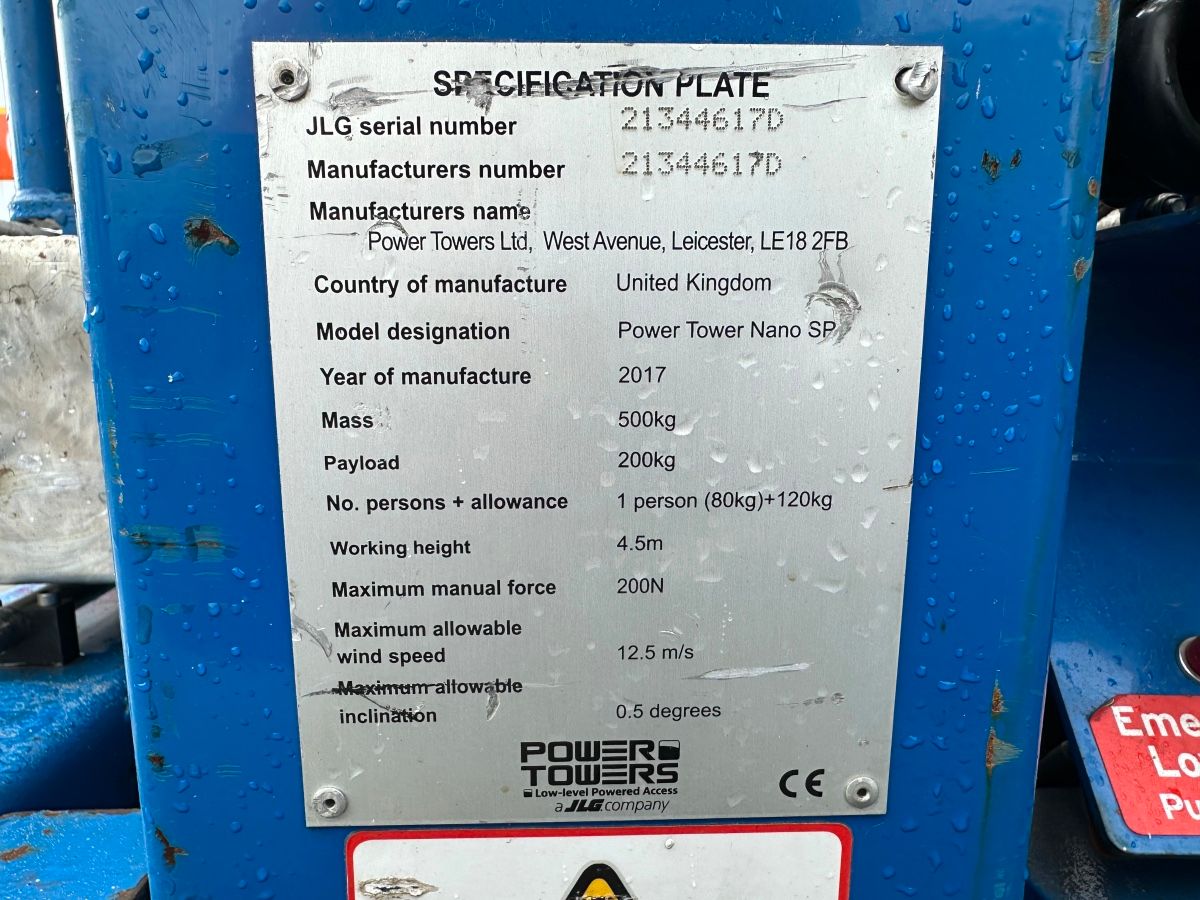 SPECIFICATION PLATE
JLG serial number 21344617D
Manufacturers number 21344617D
Manufacturers name
Power Towers Ltd, West Avenue, Leicester, LE18 2FB
Country of manufacture United Kingdom
Model designation Power Tower Nano SP
Year of manufacture 2017
Mass 500kg
Payload 200kg
No. persons + allowance 1 person (80kg)+120kg
Working height 4.5m
Maximum manual force 200N
Maximum allowable
wind speed 12.5 m/s
Maximum allowable
inclination 0.5 degrees
POWER
TOWERS
Low-level Powered Access
a JLG company
CE
Eme
Lo
Pu